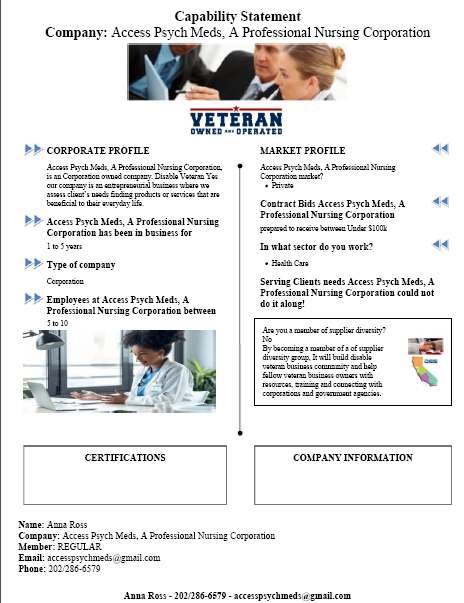 Capability Statement
Company: Access Psych Meds, A Professional Nursing Corporation
VETERAN
OWNED AND OPERATED
CORPORATE PROFILE
Access Psych Meds, A Professional Nursing Corporation,
is an Corporation owned company. Disable Veteran Yes
our company is an entrepreneurial business where we
assess client's needs finding products or services that are
beneficial to their everyday life.
Access Psych Meds, A Professional Nursing
Corporation has been in business for
1 to 5 years
Type of company
Corporation
Employees at Access Psych Meds, A
Professional Nursing Corporation between
5 to 10
MARKET PROFILE
Access Psych Meds, A Professional Nursing
Corporation market?
• Private
Contract Bids Access Psych Meds, A
Professional Nursing Corporation
prepared to receive between Under $100k
In what sector do you work?
• Health Care
Serving Clients needs Access Psych Meds, A
Professional Nursing Corporation could not
do it along!
Are you a member of supplier diversity?
No
By becoming a member of a of supplier
diversity group, It will build disable
veteran business community and help
fellow veteran business owners with
resources, training and connecting with
corporations and government agencies.
CERTIFICATIONS
COMPANY INFORMATION
Name: Anna Ross
Company: Access Psych Meds, A Professional Nursing Corporation
Member: REGULAR
Email: accesspsychmeds@gmail.com
Phone: 202/286-6579
Anna Ross - 202/286-6579 - accesspsychmeds@gmail.com